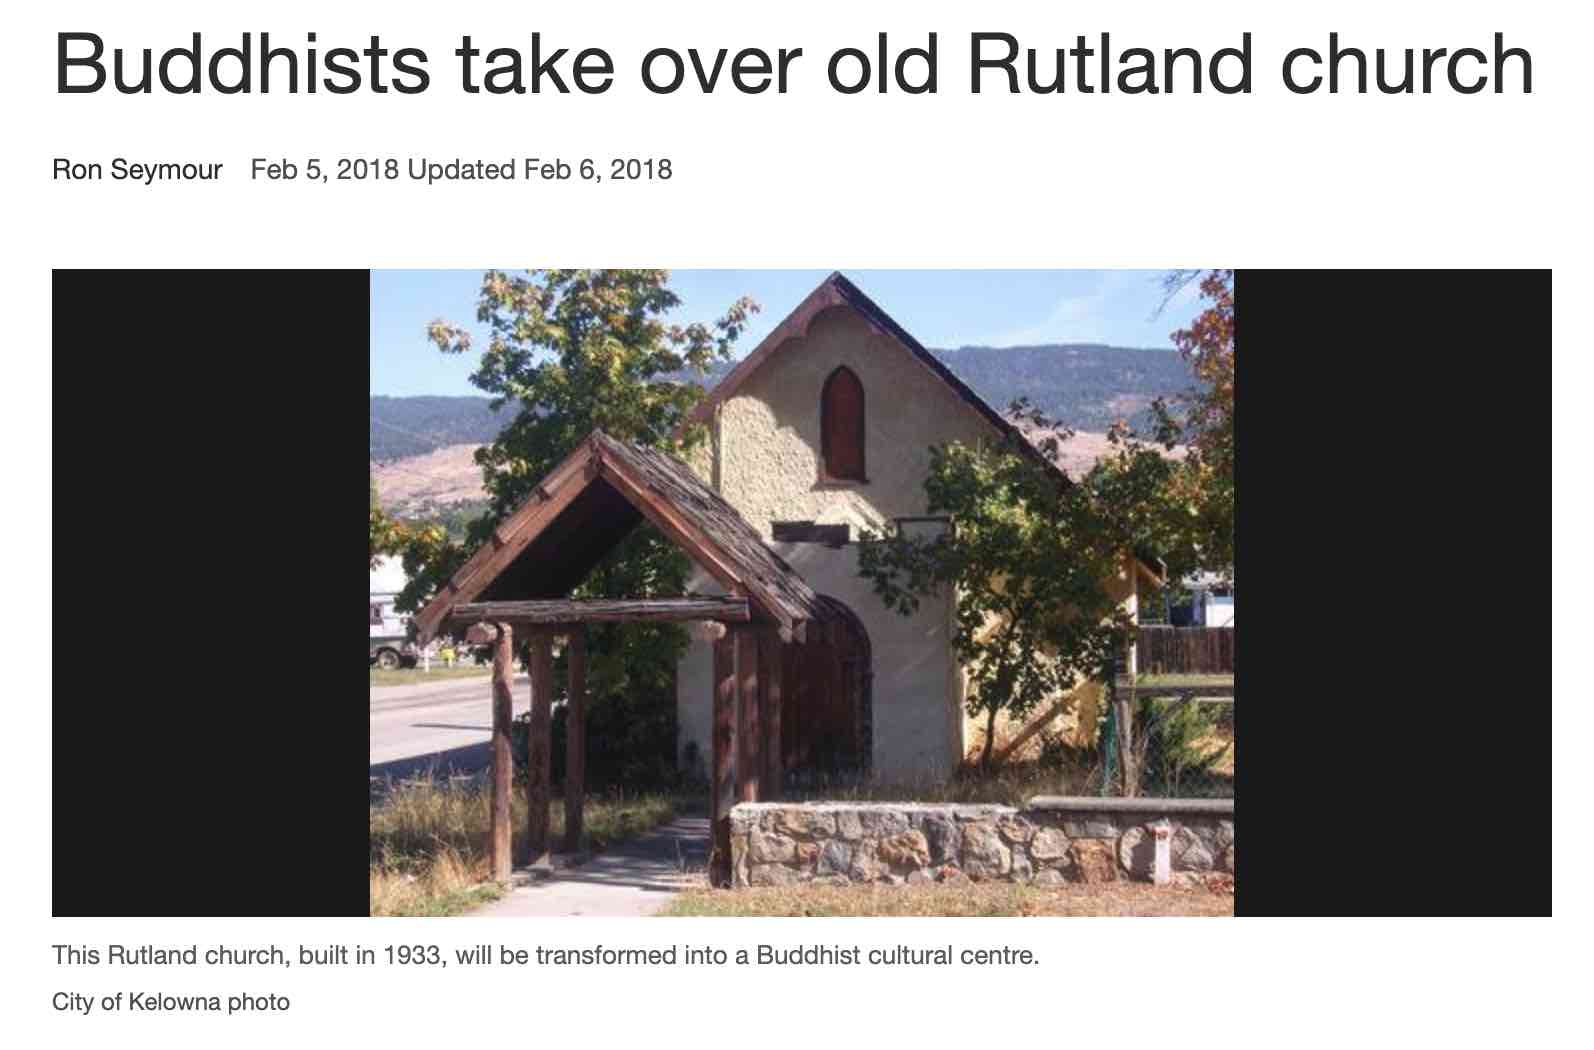 Buddhists take over old Rutland church
Ron Seymour Feb 5, 2018 Updated Feb 6, 2018
This Rutland church, built in 1933, will be transformed into a Buddhist cultural centre.
City of Kelowna photo